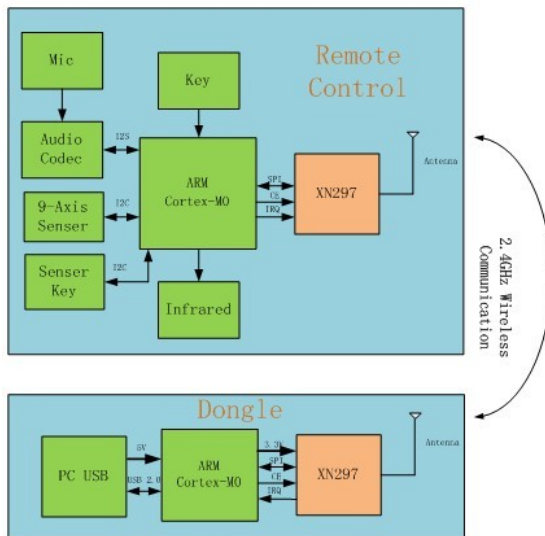 Remote
Control
Mic
Key
Audio
Codec
I2S
ARM
Cortex-M0
SPI
CE
IRQ
XN297
Antenna
9-Axis
Senser
I2C
Senser
Key
I2C
Infrared
2.4GHz Wireless
Communication
Dongle
PC USB
5V
USB 2.0
ARM
Cortex-M0
3.3V
SPI
CE
IRQ
XN297
Antenna